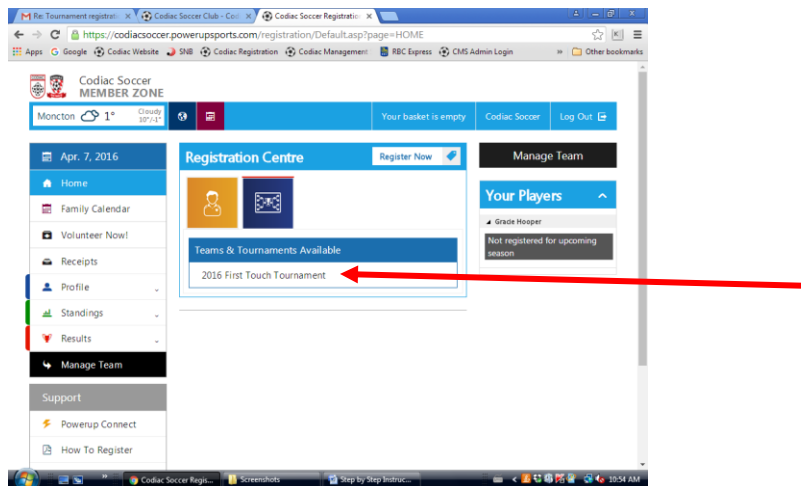 Re: Tournament registrati
Codiac Soccer Club - Codi
Codiac Soccer Registration
https://codiacsoccer.powerupsports.com/registration/Default.asp?page=HOME
Apps Google Codiac Website SNB Codiac Registration Codiac Management RBC Express CMS Admin Login » Other bookmarks
Codiac Soccer
MEMBER ZONE
Moncton 1° Cloudy 10°/-1°
Your basket is empty Codiac Soccer Log Out
Apr. 7, 2016
Home
Family Calendar
Volunteer Now!
Receipts
Profile
Standings
Results
Manage Team
Support
Powerup Connect
How To Register
Registration Centre Register Now
Teams & Tournaments Available
2016 First Touch Tournament
Manage Team
Your Players
Gracie Hooper
Not registered for upcoming
season
Codiac Soccer Regis... Screenshots Step by Step Instruc... 10:54 AM